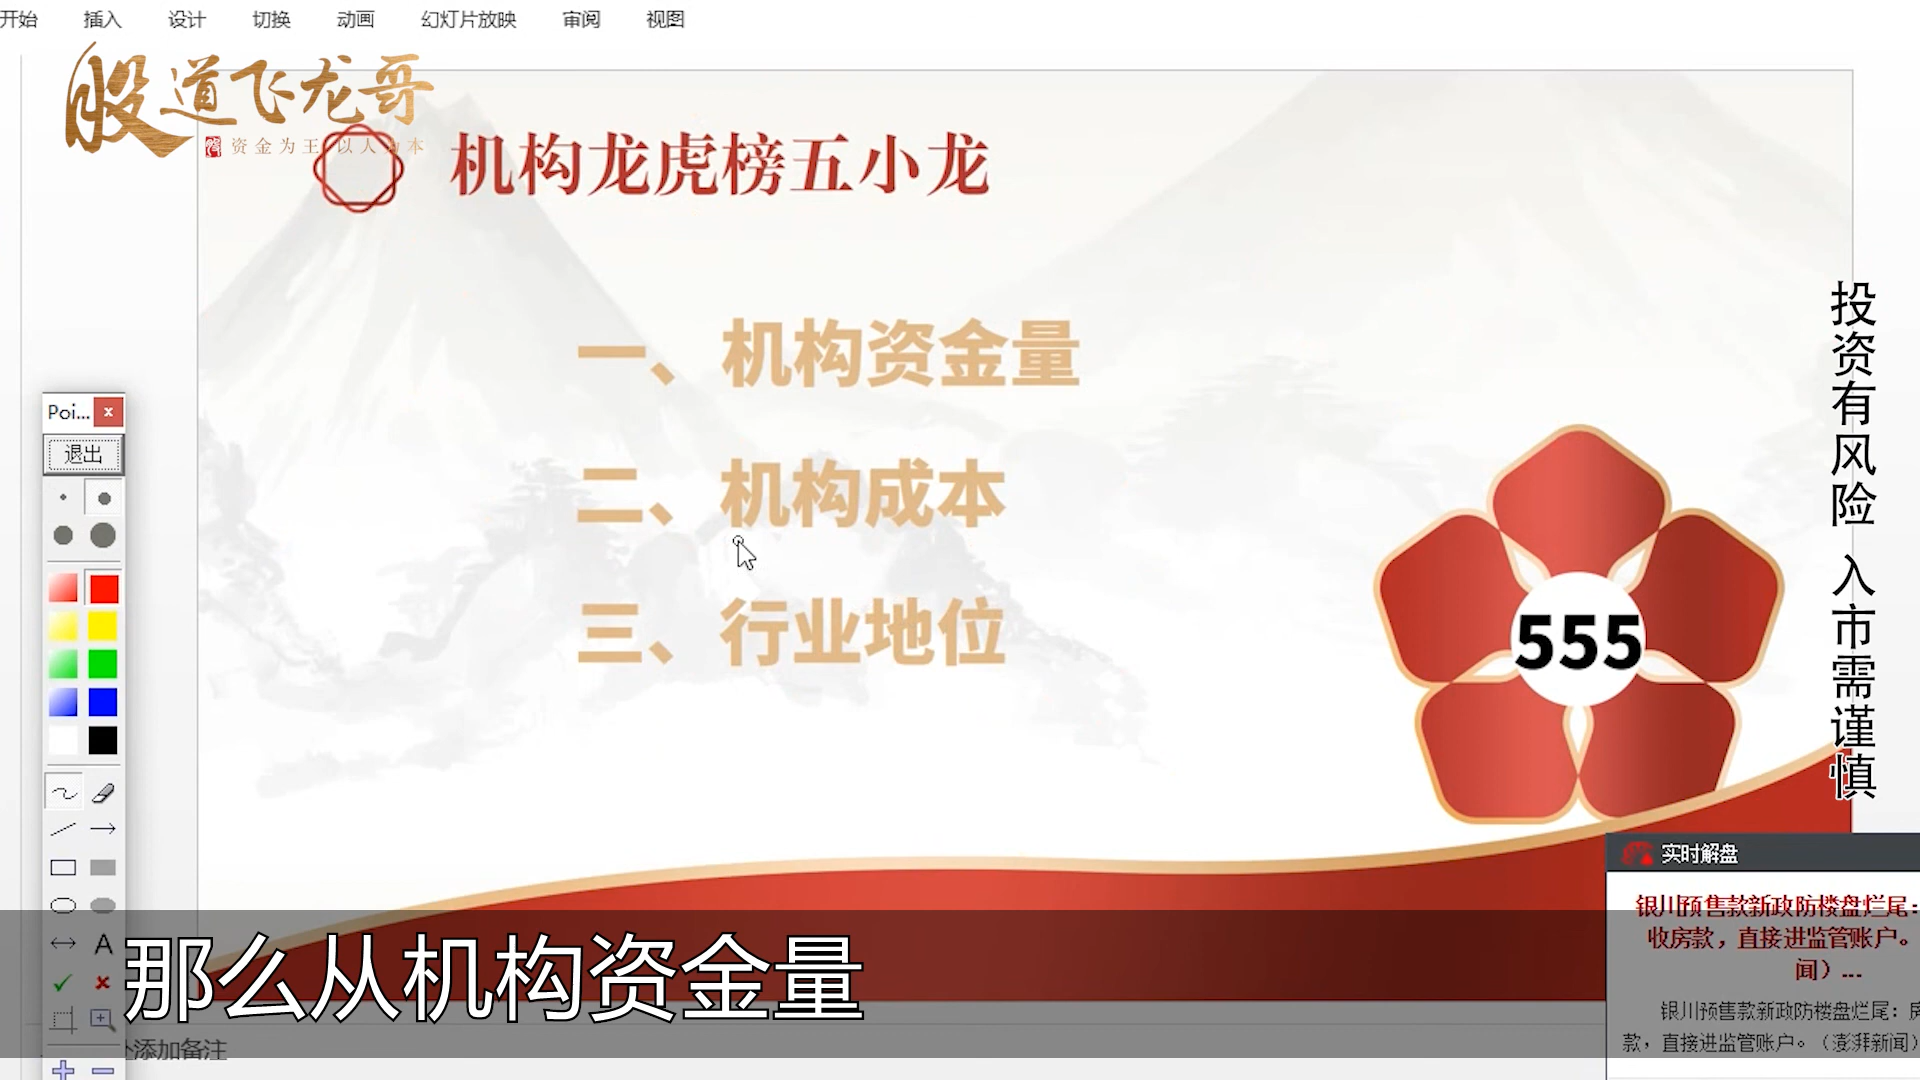 开始 插入 设计 切换 动画 幻灯片放映 审阅 视图
股道飞龙哥
资金为王 以人为本
机构龙虎榜五小龙
一、机构资金量
二、机构成本
三、行业地位
555
投资有风险 入市需谨慎
Poi...
退出
A
实时解盘
银川预售款新政防楼盘烂尾:
收房款，直接进监管账户。
闻）...
银川预售款新政防楼盘烂尾：房
款，直接进监管账户。（澎湃新闻）
那么从机构资金量
处添加备注